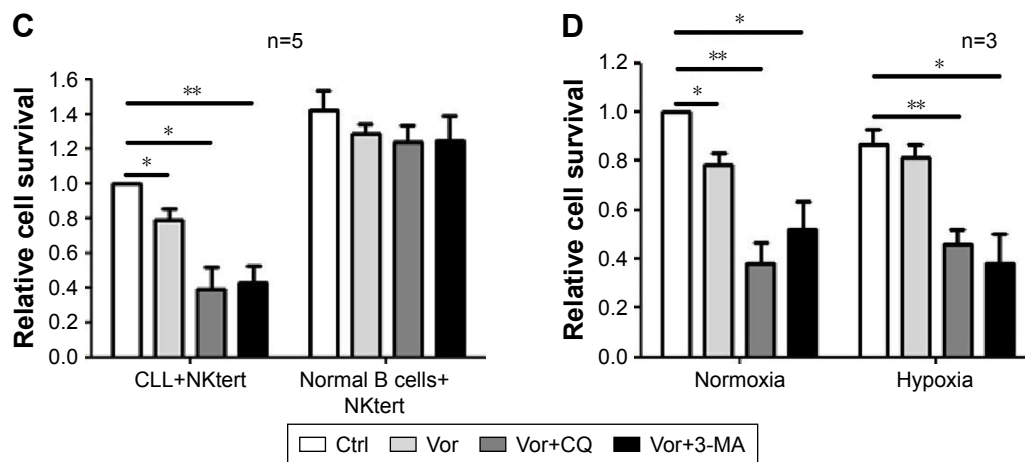 C
n=5
Relative cell survival
1.6
1.4
1.2
1.0
0.8
0.6
0.4
0.2
0.0
**
*
*
CLL+NKtert
Normal B cells+
NKtert
D
n=3
Relative cell survival
1.2
1.0
0.8
0.6
0.4
0.2
0.0
*
**
*
*
**
Normoxia
Hypoxia
Ctrl Vor Vor+CQ Vor+3-MA